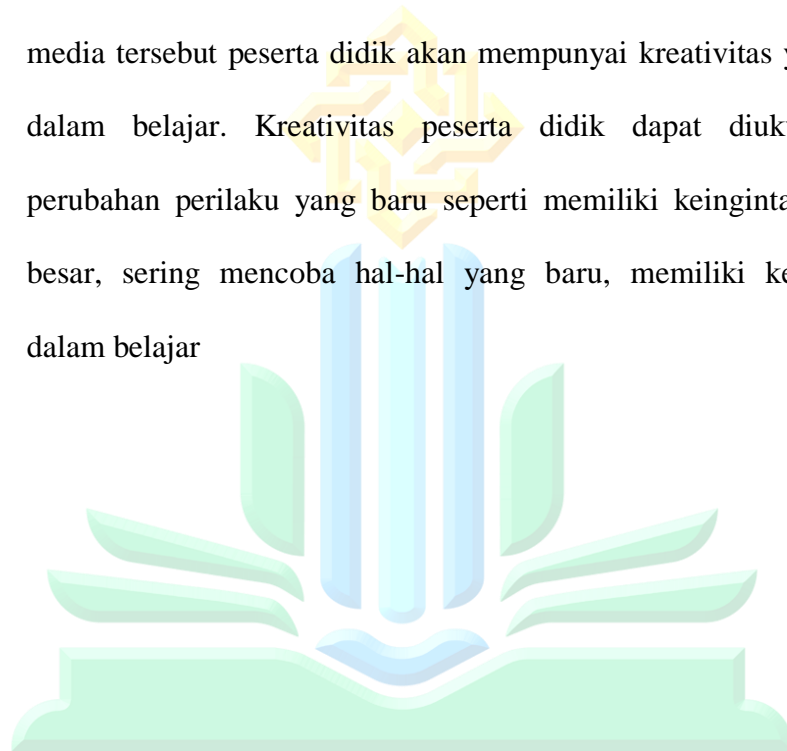 media tersebut peserta didik akan mempunyai kreativitas
dalam belajar. Kreativitas peserta didik dapat
perubahan perilaku yang baru seperti memiliki
besar, sering mencoba hal-hal yang baru, memiliki
dalam belajar